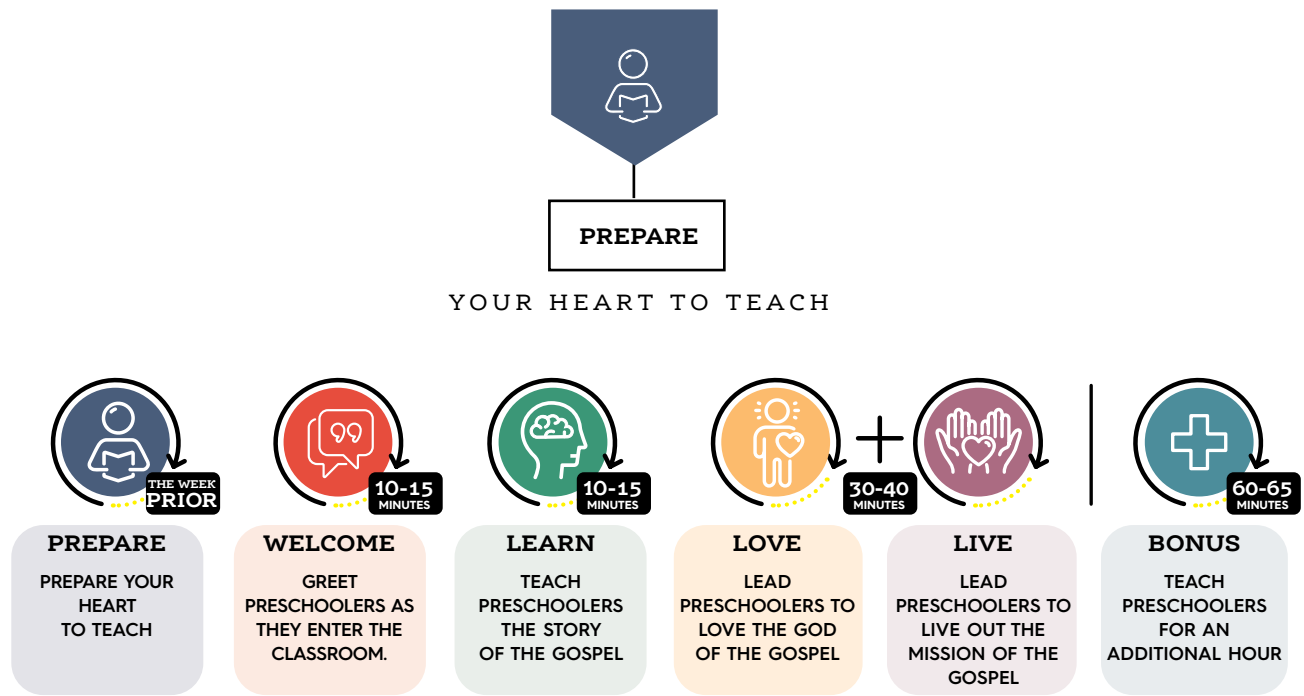 PREPARE
YOUR HEART TO TEACH
THE WEEK
PRIOR
10-15
MINUTES
10-15
MINUTES
30-40
MINUTES
60-65
MINUTES
PREPARE
PREPARE YOUR
HEART
TO TEACH
WELCOME
GREET
PRESCHOOLERS AS
THEY ENTER THE
CLASSROOM.
LEARN
TEACH
PRESCHOOLERS
THE STORY
OF THE GOSPEL
LOVE
LEAD
PRESCHOOLERS TO
LOVE THE GOD
OF THE GOSPEL
LIVE
LEAD
PRESCHOOLERS TO
LIVE OUT THE
MISSION OF THE
GOSPEL
BONUS
TEACH
PRESCHOOLERS
FOR AN
ADDITIONAL HOUR